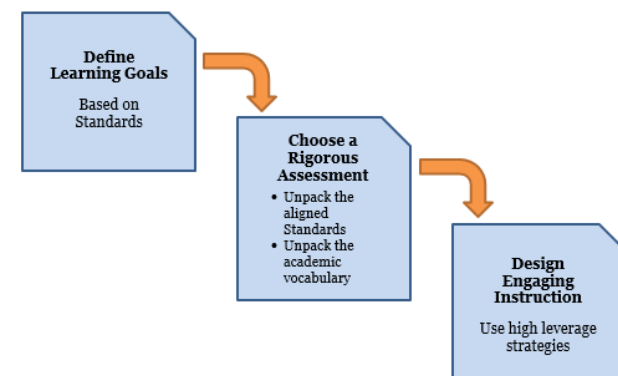 Define
Learning Goals
Based on
Standards
Choose a
Rigorous
Assessment
• Unpack the
aligned
Standards
• Unpack the
academic
vocabulary
Design
Engaging
Instruction
Use high leverage
strategies